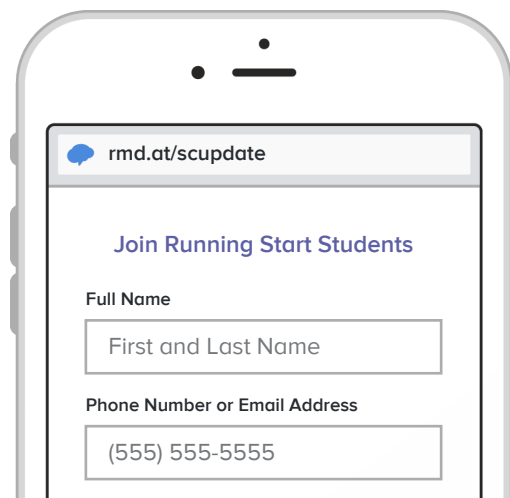 rmd.at/scupdate
Join Running Start Students
Full Name
First and Last Name
Phone Number or Email Address
(555) 555-5555